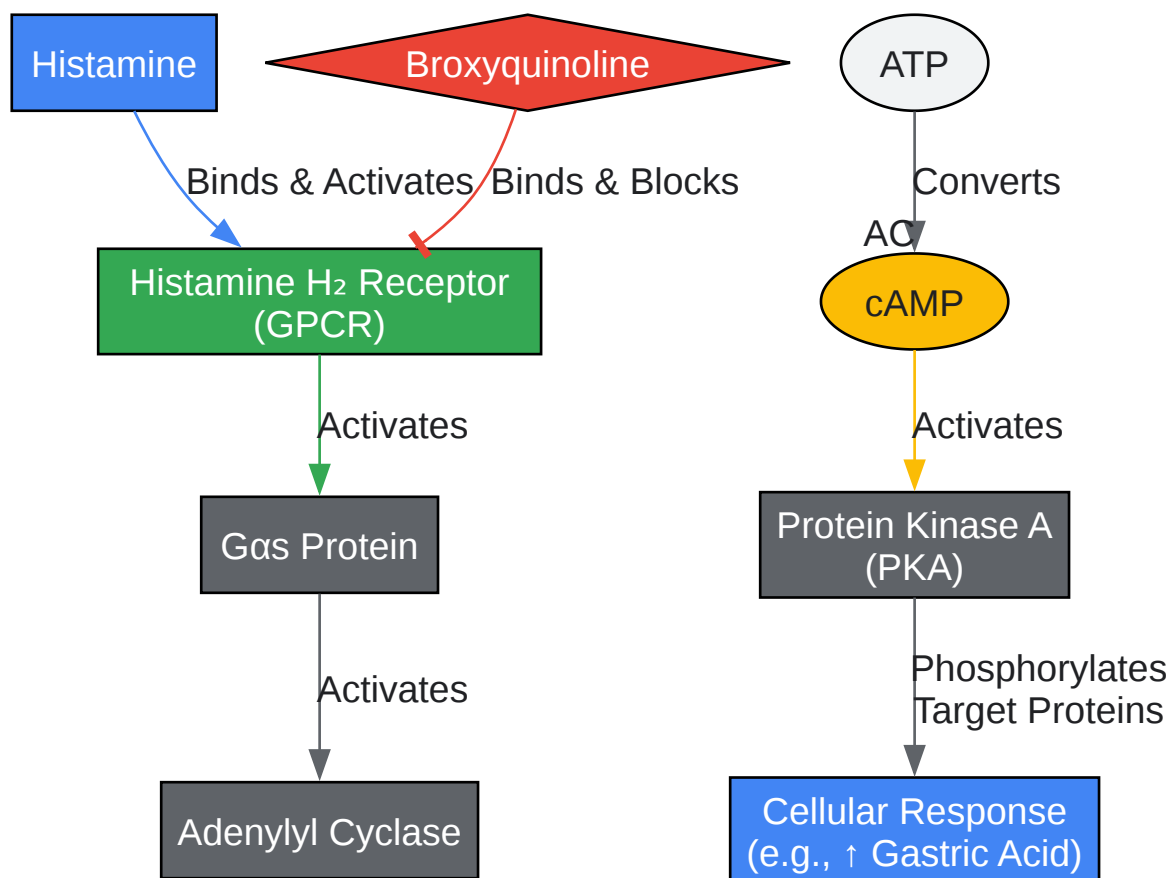 Histamine
Broxyquinoline
ATP
Binds & Activates
Binds & Blocks
Converts
AC
Histamine H₂ Receptor
(GPCR)
cAMP
Activates
Activates
Gαs Protein
Protein Kinase A
(PKA)
Activates
Phosphorylates
Target Proteins
Adenylyl Cyclase
Cellular Response
(e.g., ↑ Gastric Acid)